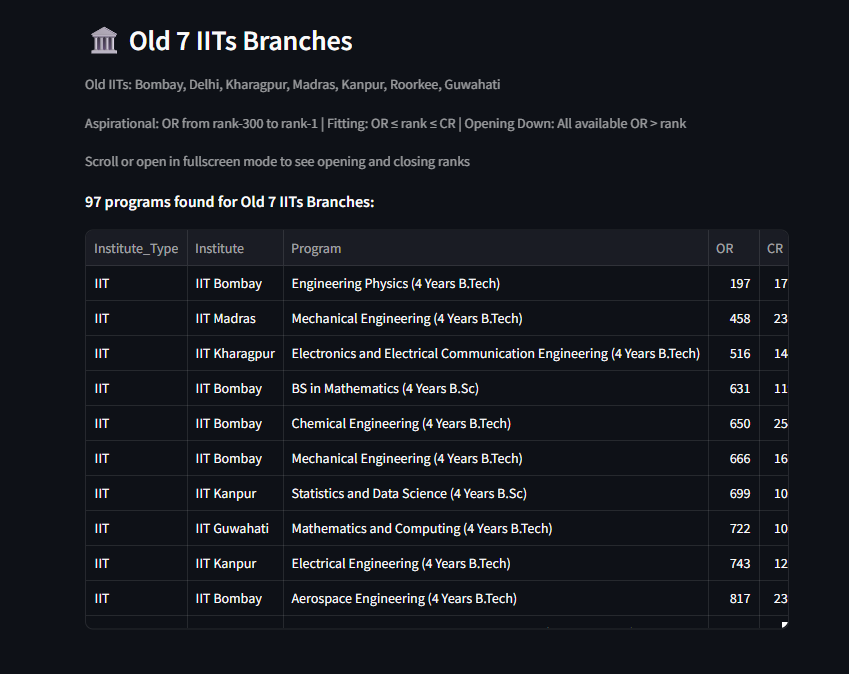 Old 7 IITs Branches
Old IITs: Bombay, Delhi, Kharagpur, Madras, Kanpur, Roorkee, Guwahati
Aspirational: OR from rank-300 to rank-1 | Fitting: OR ≤ rank ≤ CR | Opening Down: All available OR > rank
Scroll or open in fullscreen mode to see opening and closing ranks
97 programs found for Old 7 IITs Branches:
Institute_Type Institute Program OR CR
IIT IIT Bombay Engineering Physics (4 Years B.Tech) 197 17
IIT IIT Madras Mechanical Engineering (4 Years B.Tech) 458 23
IIT IIT Kharagpur Electronics and Electrical Communication Engineering (4 Years B.Tech) 516 14
IIT IIT Bombay BS in Mathematics (4 Years B.Sc) 631 11
IIT IIT Bombay Chemical Engineering (4 Years B.Tech) 650 25
IIT IIT Bombay Mechanical Engineering (4 Years B.Tech) 666 16
IIT IIT Kanpur Statistics and Data Science (4 Years B.Sc) 699 10
IIT IIT Guwahati Mathematics and Computing (4 Years B.Tech) 722 10
IIT IIT Kanpur Electrical Engineering (4 Years B.Tech) 743 12
IIT IIT Bombay Aerospace Engineering (4 Years B.Tech) 817 23